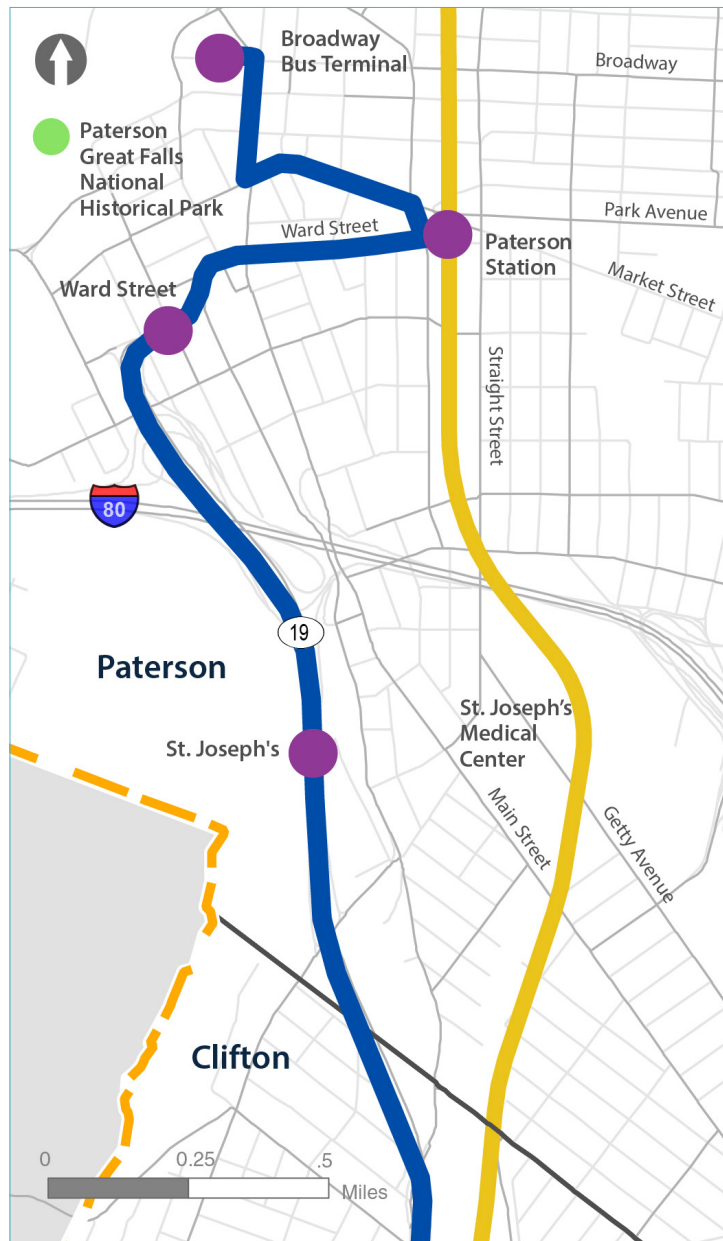 Broadway
Bus Terminal
Broadway
Paterson
Great Falls
National
Historical Park
Park Avenue
Ward Street
Paterson
Station
Market Street
Ward Street
Straight Street
80
19
Paterson
St. Joseph's
Medical
Center
St. Joseph's
Main Street
Getty Avenue
Clifton
0 0.25 .5
Miles